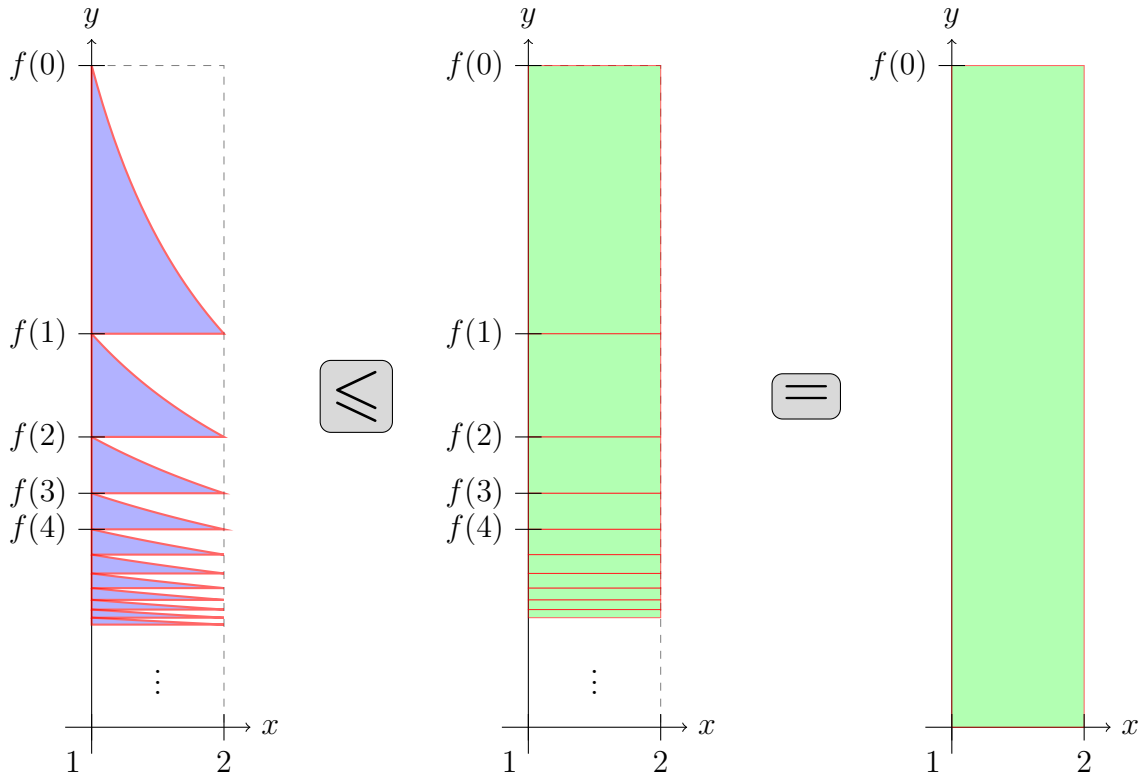 y
f(0)
f(1)
f(2)
f(3)
f(4)
⋮
1
2
x
⩽
y
f(0)
f(1)
f(2)
f(3)
f(4)
⋮
1
2
x
=
y
f(0)
1
2
x